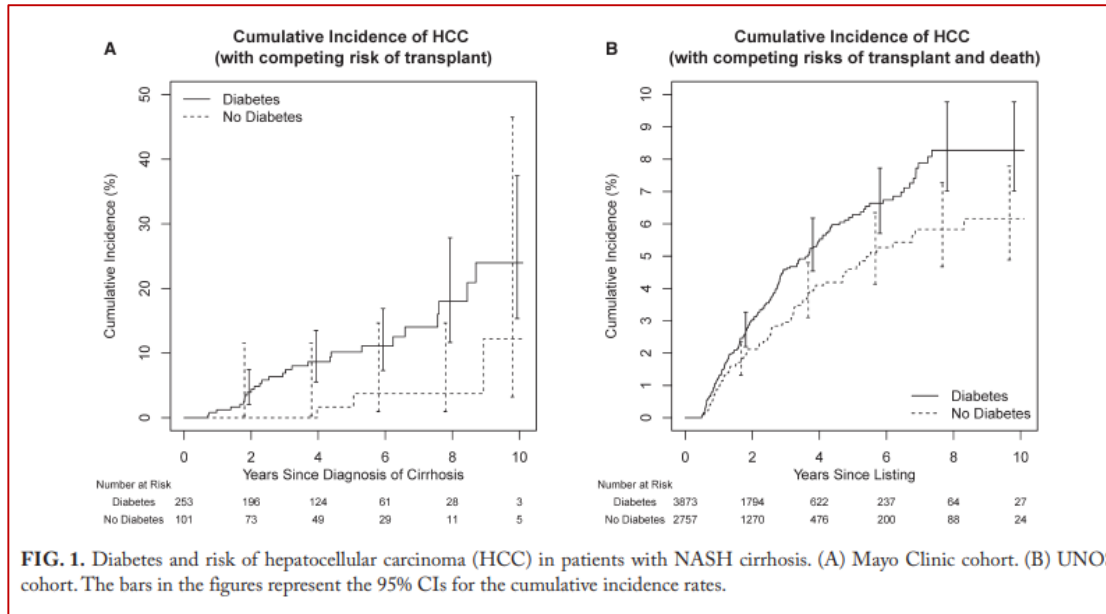 A
Cumulative Incidence of HCC
(with competing risk of transplant)
Diabetes
No Diabetes
Cumulative Incidence (%)
50
40
30
20
10
0
0 2 4 6 8 10
Years Since Diagnosis of Cirrhosis
Number at Risk
Diabetes 253 196 124 61 28 3
No Diabetes 101 73 49 29 11 5
B
Cumulative Incidence of HCC
(with competing risks of transplant and death)
Cumulative Incidence (%)
10
9
8
7
6
5
4
3
2
1
0
Diabetes
No Diabetes
0 2 4 6 8 10
Years Since Listing
Number at Risk
Diabetes 3873 1794 622 237 64 27
No Diabetes 2757 1270 476 200 88 24
FIG. 1. Diabetes and risk of hepatocellular carcinoma (HCC) in patients with NASH cirrhosis. (A) Mayo Clinic cohort. (B) UNO
cohort. The bars in the figures represent the 95% CIs for the cumulative incidence rates.